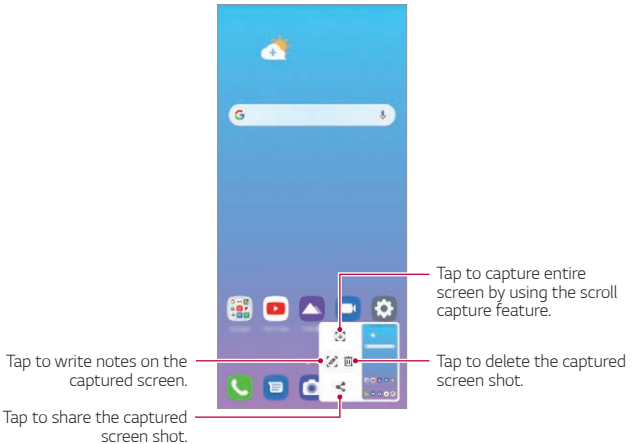 Tap to capture entire
screen by using the scroll
capture feature.
Tap to write notes on the
captured screen.
Tap to delete the captured
screen shot.
Tap to share the captured
screen shot.